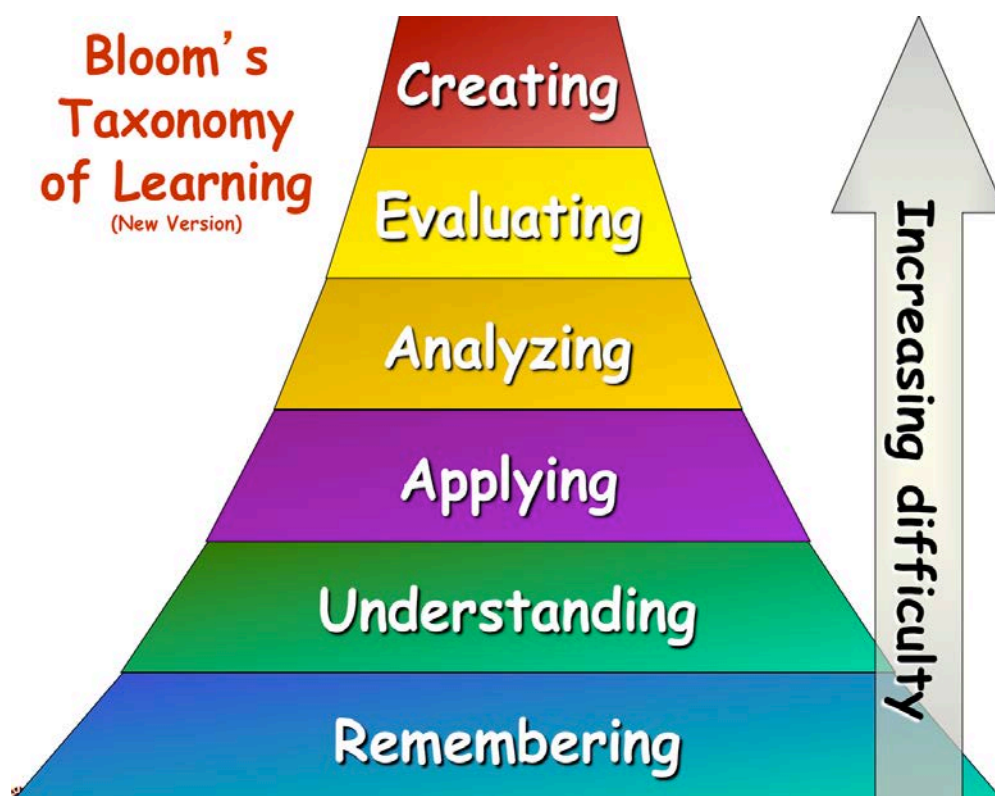 Bloom's
Taxonomy
of Learning
(New Version)
Creating
Evaluating
Analyzing
Applying
Understanding
Remembering
Increasing difficulty